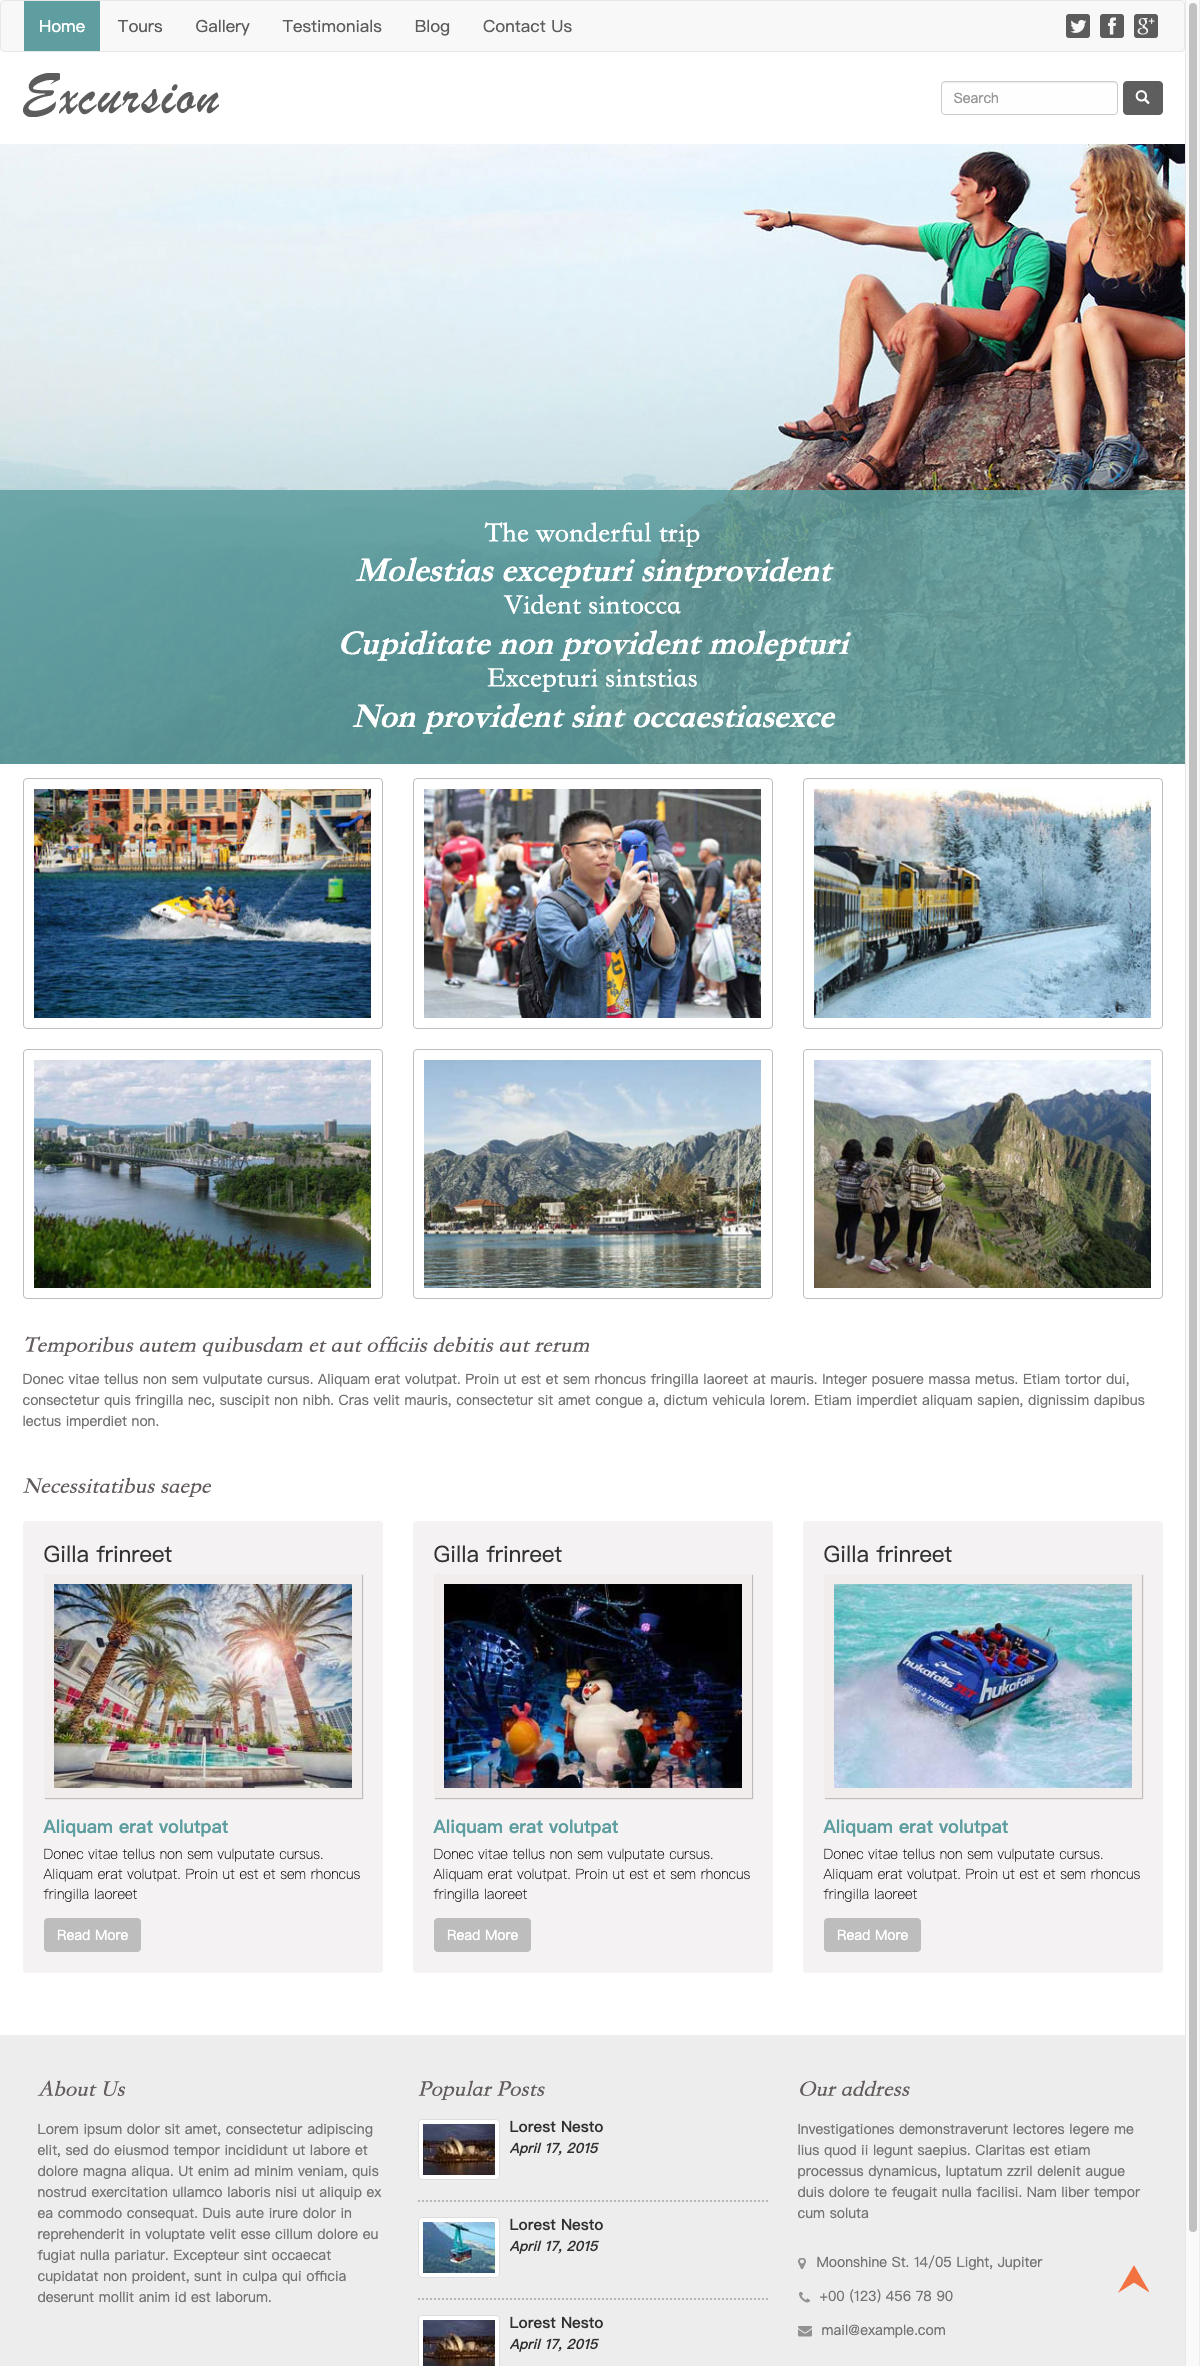 Home Tours Gallery Testimonials Blog Contact Us
Excursion
Search
The wonderful trip
Molestias excepturi sintprovident
Vident sintocca
Cupiditate non provident molepturi
Excepturi sintstias
Non provident sint occaestiasexce
Temporibus autem quibusdam et aut officiis debitis aut rerum
Donec vitae tellus non sem vulputate cursus. Aliquam erat volutpat. Proin ut est et sem rhoncus fringilla laoreet at mauris. Integer posuere massa metus. Etiam tortor dui,
consectetur quis fringilla nec, suscipit non nibh. Cras velit mauris, consectetur sit amet congue a, dictum vehicula lorem. Etiam imperdiet aliquam sapien, dignissim dapibus
lectus imperdiet non.
Necessitatibus saepe
Gilla frinreet
Aliquam erat volutpat
Donec vitae tellus non sem vulputate cursus.
Aliquam erat volutpat. Proin ut est et sem rhoncus
fringilla laoreet
Read More
Gilla frinreet
Aliquam erat volutpat
Donec vitae tellus non sem vulputate cursus.
Aliquam erat volutpat. Proin ut est et sem rhoncus
fringilla laoreet
Read More
Gilla frinreet
hukafalls JET
hukafalls
Aliquam erat volutpat
Donec vitae tellus non sem vulputate cursus.
Aliquam erat volutpat. Proin ut est et sem rhoncus
fringilla laoreet
Read More
About Us
Lorem ipsum dolor sit amet, consectetur adipiscing
elit, sed do eiusmod tempor incididunt ut labore et
dolore magna aliqua. Ut enim ad minim veniam, quis
nostrud exercitation ullamco laboris nisi ut aliquip ex
ea commodo consequat. Duis aute irure dolor in
reprehenderit in voluptate velit esse cillum dolore eu
fugiat nulla pariatur. Excepteur sint occaecat
cupidatat non proident, sunt in culpa qui officia
deserunt mollit anim id est laborum.
Popular Posts
Lorest Nesto
April 17, 2015
Lorest Nesto
April 17, 2015
Lorest Nesto
April 17, 2015
Our address
Investigationes demonstraverunt lectores legere me
lius quod ii legunt saepius. Claritas est etiam
processus dynamicus, luptatum zzril delenit augue
duis dolore te feugait nulla facilisi. Nam liber tempor
cum soluta
Moonshine St. 14/05 Light, Jupiter
+00 (123) 456 78 90
mail@example.com